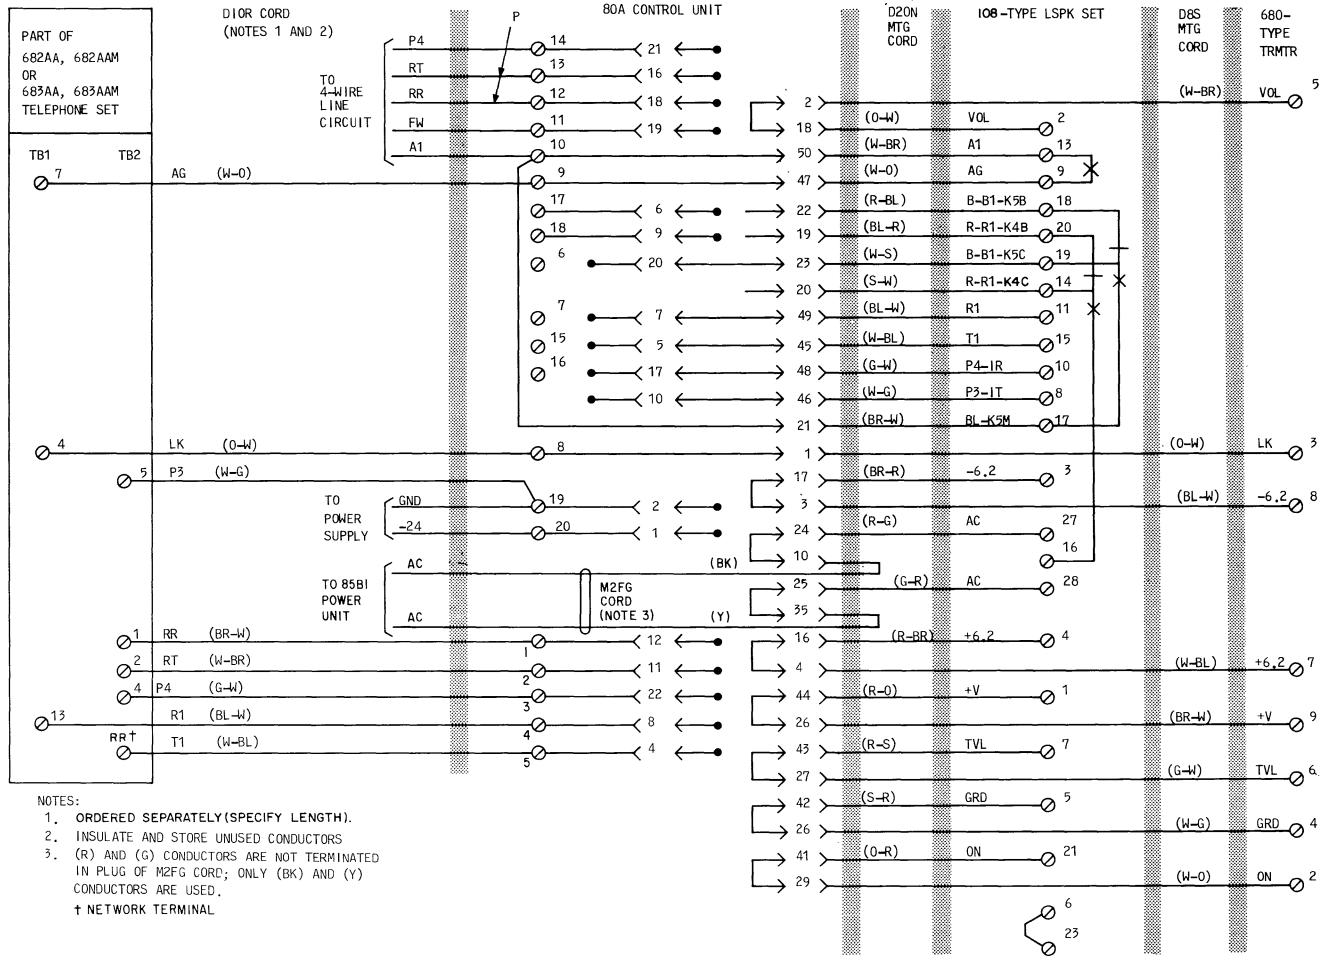 DIOR CORD
(NOTES 1 AND 2)
P
80A CONTROL UNIT
D20N
MTG
CORD
108-TYPE LSPK SET
D8S
MTG
CORD
680-
TYPE
TRMTR
PART OF
682AA, 682AAM
OR
683AA, 683AAM
TELEPHONE SET
TB1 TB2
TO
4-WIRE
LINE
CIRCUIT
P4 14 21
RT 13 16
RR 12 18
2 (W-BR) VOL 5
FW 11 19
18 (O-W) VOL 2
A1 10 50 (W-BR) A1 13
7 AG (W-O) 9 47 (W-O) AG 9
17 6 22 (R-BL) B-B1-K5B 18
18 9 19 (BL-R) R-R1-K4B 20
6 20 23 (W-S) B-B1-K5C 19
20 (S-W) R-R1-K4C 14
7 7 49 (BL-W) R1 11
15 5 45 (W-BL) T1 15
16 17 48 (G-W) P4-1R 10
10 46 (W-G) P3-1T 8
21 (BR-W) BL-K5M 17
4 LK (O-W) 8 1 (O-W) LK 3
5 P3 (W-G) 17 (BR-R) -6.2 3
TO
POWER
SUPPLY
GND 19 2 3 (BL-W) -6.2 8
-24 20 1 24 (R-G) AC 27
10 16
TO 85B1
POWER
UNIT
AC (BK)
M2FG
CORD
(NOTE 3)
25 (G-R) AC 28
AC (Y) 35
1 RR (BR-W) 1 12 16 (R-BR) +6.2 4
2 RT (W-BR) 2 11 4 (W-BL) +6.2 7
4 P4 (G-W) 3 22 44 (R-O) +V 1
13 R1 (BL-W) 4 8 26 (BR-W) +V 9
RR† T1 (W-BL) 5 4 43 (R-S) TVL 7
27 (G-W) TVL 6
42 (S-R) GRD 5
26 (W-G) GRD 4
41 (O-R) ON 21
29 (W-O) ON 2
6
23
NOTES:
1. ORDERED SEPARATELY (SPECIFY LENGTH).
2. INSULATE AND STORE UNUSED CONDUCTORS
3. (R) AND (G) CONDUCTORS ARE NOT TERMINATED
IN PLUG OF M2FG CORD; ONLY (BK) AND (Y)
CONDUCTORS ARE USED.
† NETWORK TERMINAL